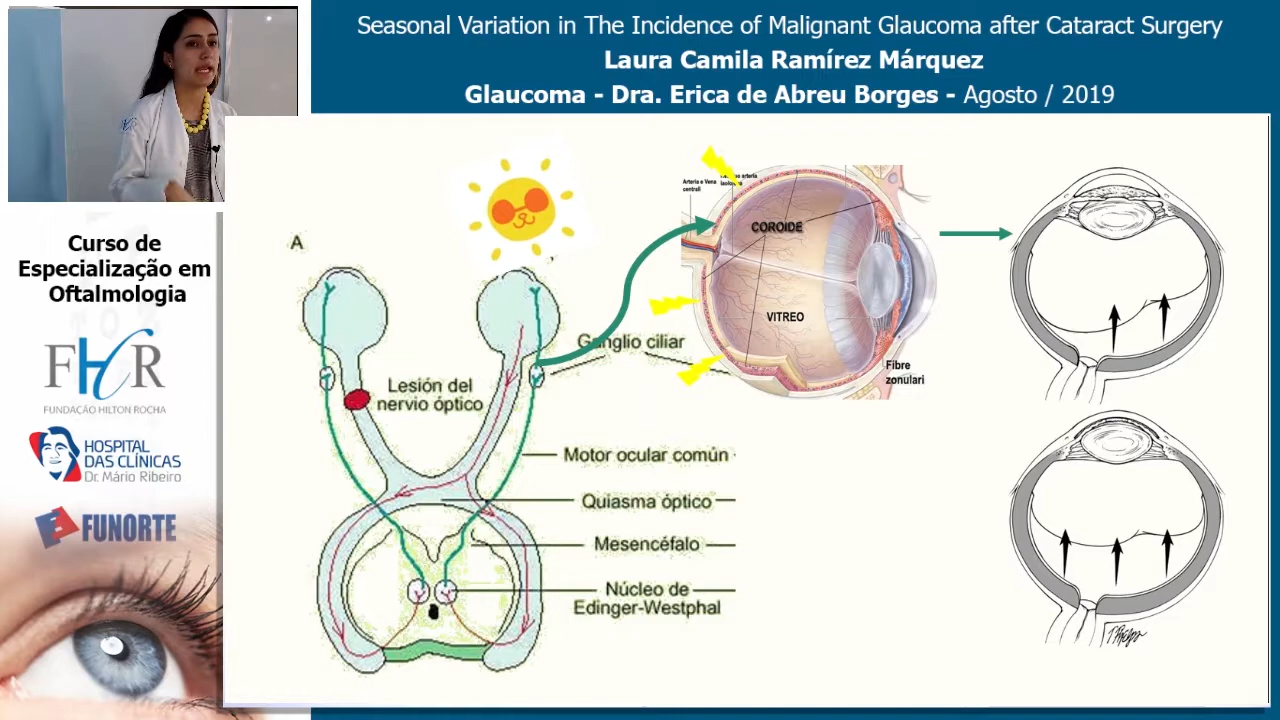 Seasonal Variation in The Incidence of Malignant Glaucoma after Cataract Surgery
Laura Camila Ramírez Márquez
Glaucoma - Dra. Erica de Abreu Borges - Agosto / 2019
Curso de
Especialização em
Oftalmologia
FHR
FUNDAÇÃO HILTON ROCHA
HOSPITAL
DAS CLÍNICAS
Dr. Mário Ribeiro
FUNORTE
A
Lesión del
nervio óptico
Ganglio ciliar
Motor ocular común
Quiasma óptico
Mesencéfalo
Núcleo de
Edinger-Westphal
Arteria e Vena
centrali
COROIDE
VITREO
Fibre
zonulari